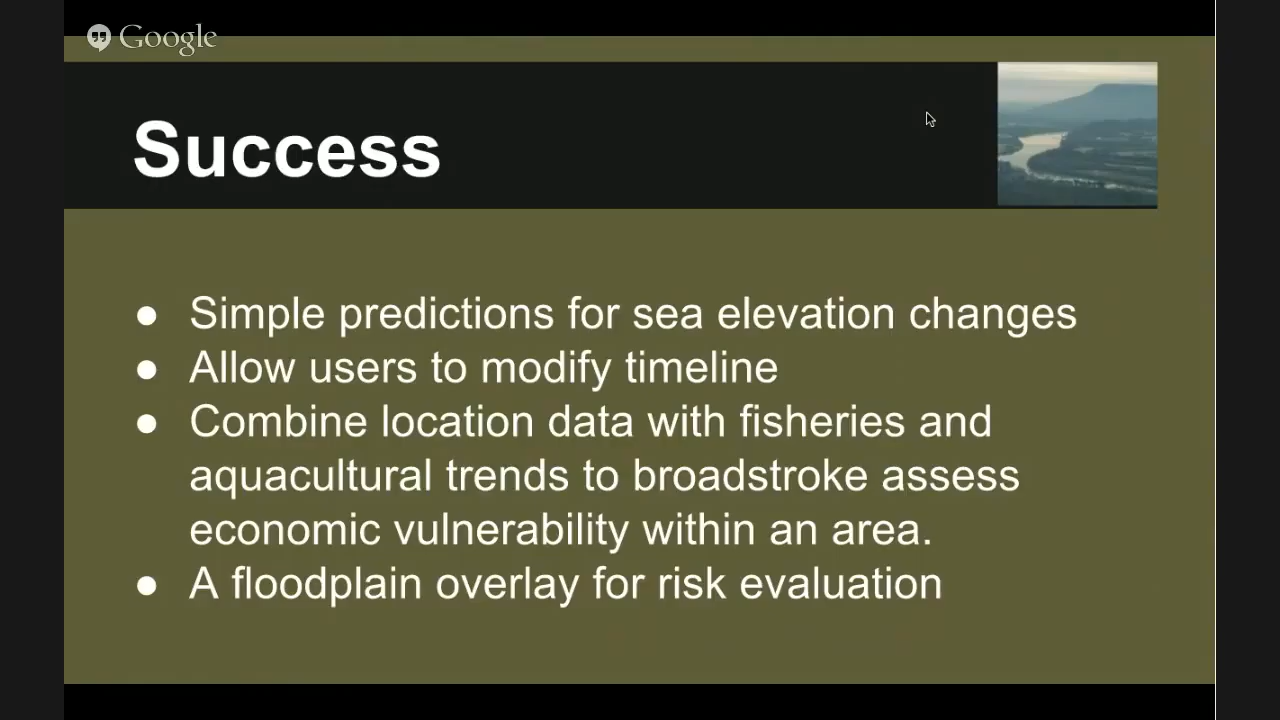 Google
Success
● Simple predictions for sea elevation changes
● Allow users to modify timeline
● Combine location data with fisheries and
aquacultural trends to broadstroke assess
economic vulnerability within an area.
● A floodplain overlay for risk evaluation